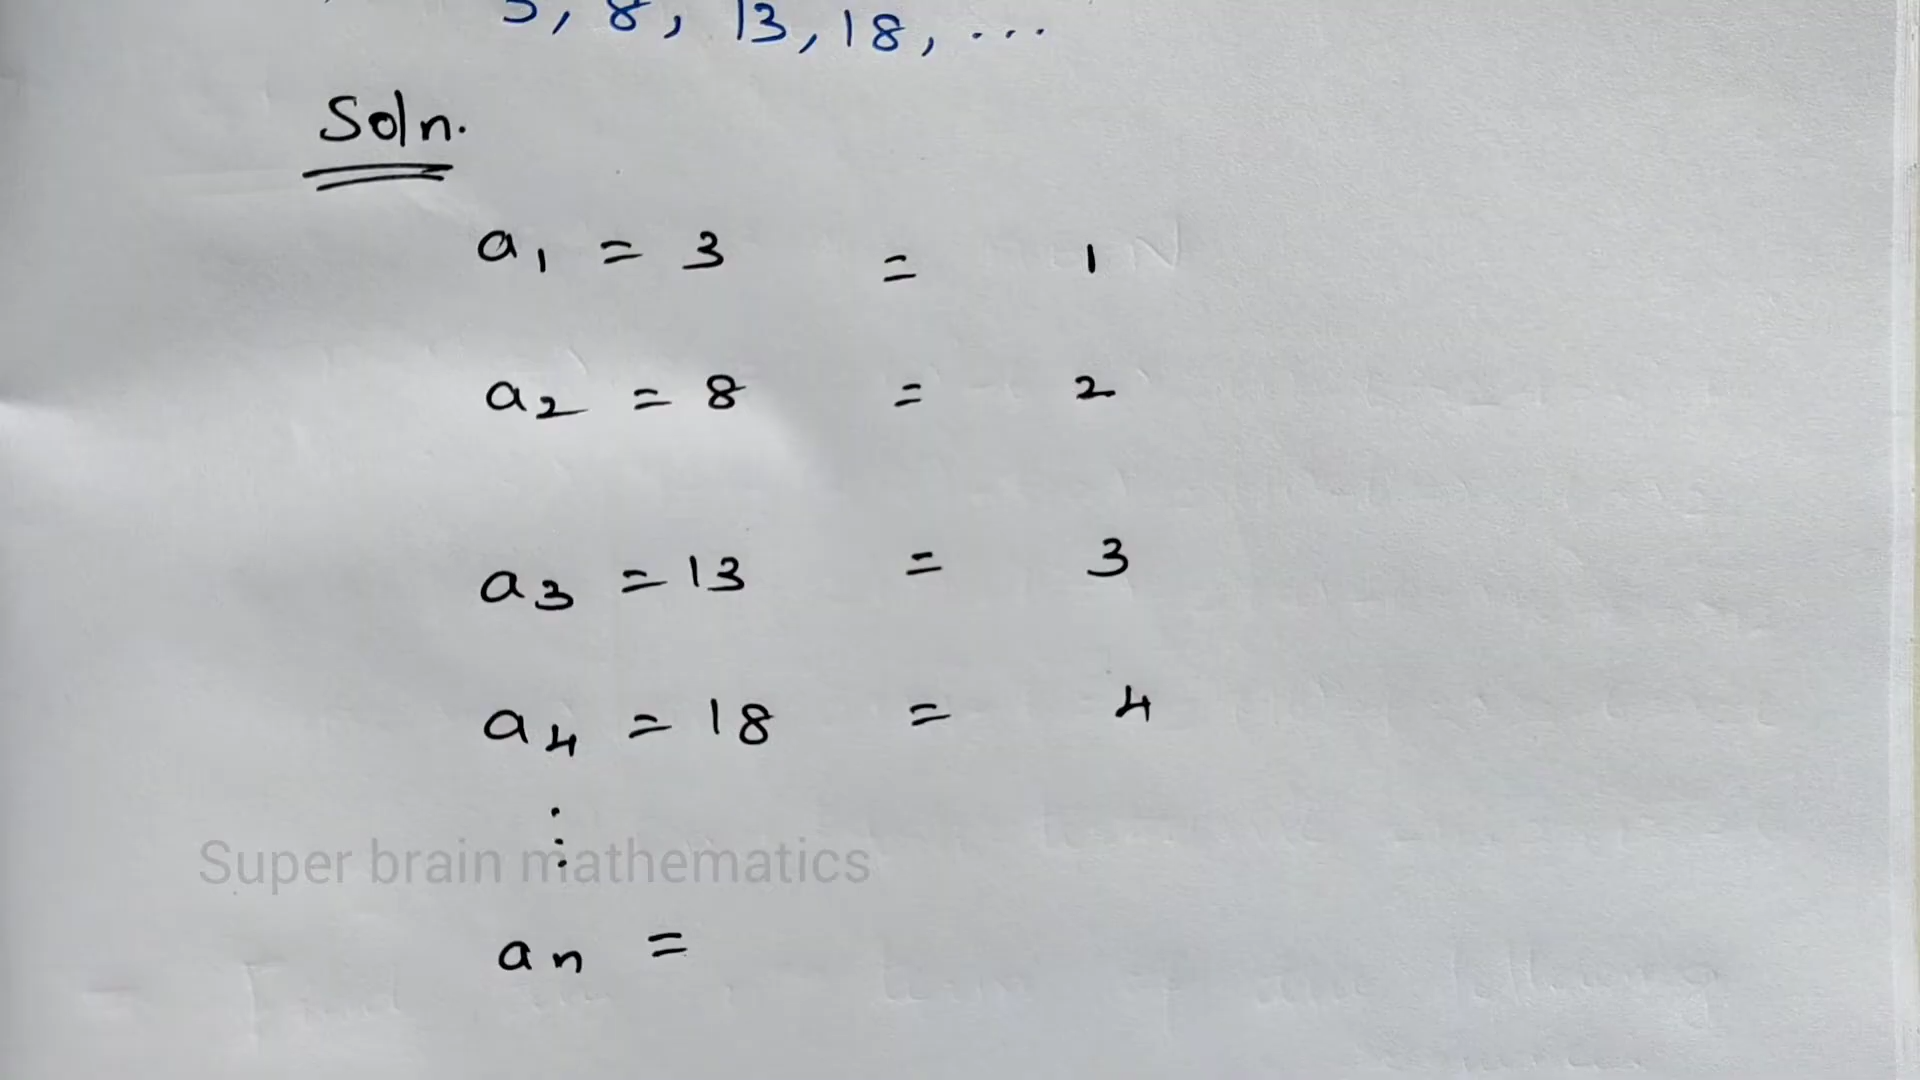 3, 8, 13, 18, ...
Soln.
a1 = 3 = 1
a2 = 8 = 2
a3 = 13 = 3
a4 = 18 = 4
:
Super brain mathematics
an =